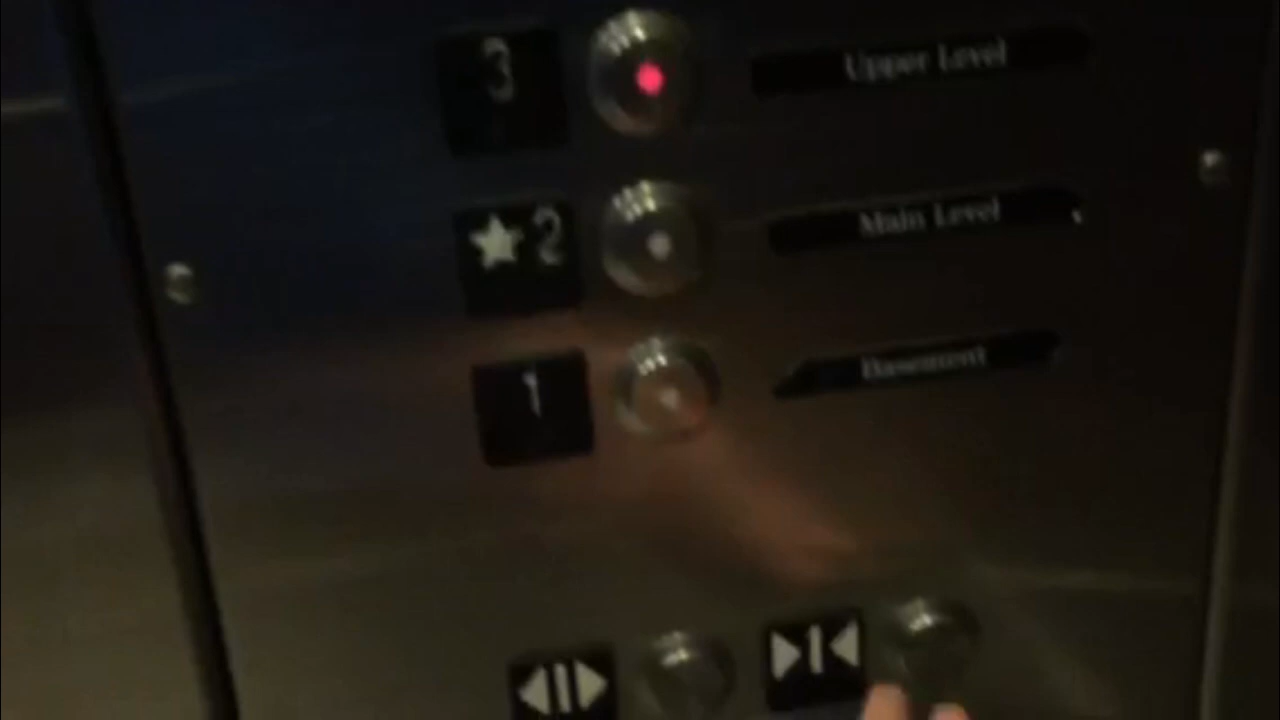 3 Upper Level
★2 Main Level
1 Basement